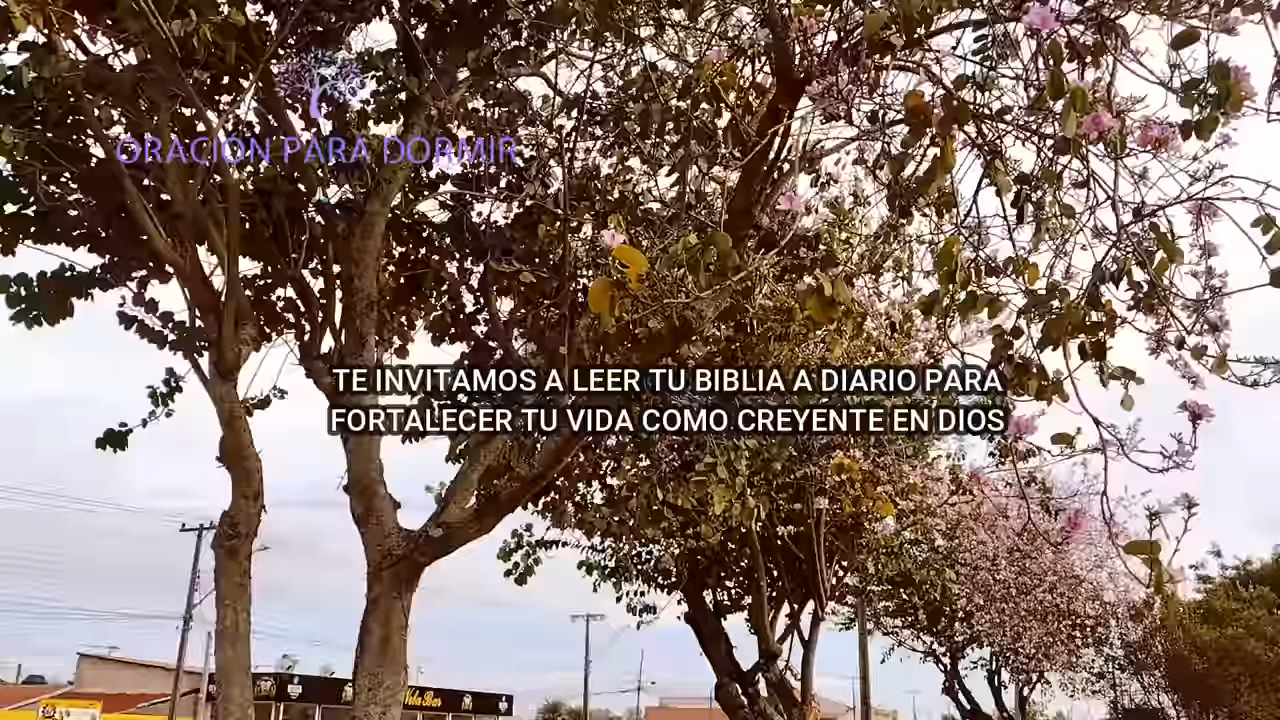 ORACIÓN PARA DORMIR
TE INVITAMOS A LEER TU BIBLIA A DIARIO PARA
FORTALECER TU VIDA COMO CREYENTE EN DIOS